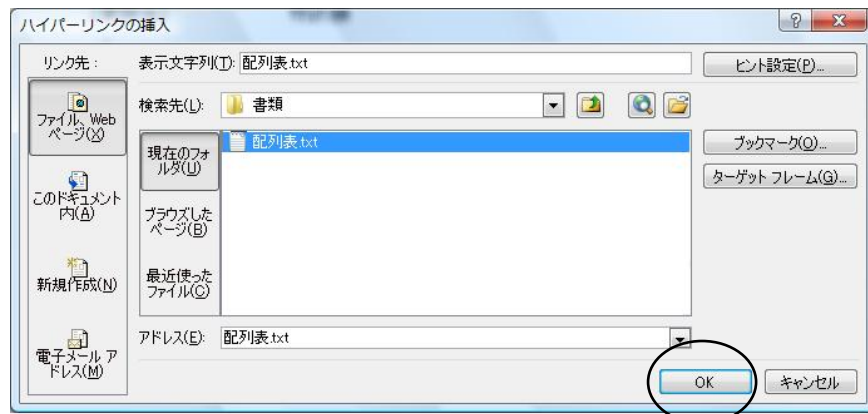 ハイパーリンクの挿入
リンク先：
表示文字列(T): 配列表.txt
ヒント設定(P)...
ファイル、Web
ページ(X)
検索先(L):
書類
現在のフォ
ルダ(U)
配列表.txt
ブックマーク(O)...
ターゲット フレーム(G)...
このドキュメント
内(A)
ブラウズした
ページ(B)
新規作成(N)
最近使った
ファイル(C)
電子メール ア
ドレス(M)
アドレス(E):
配列表.txt
OK
キャンセル